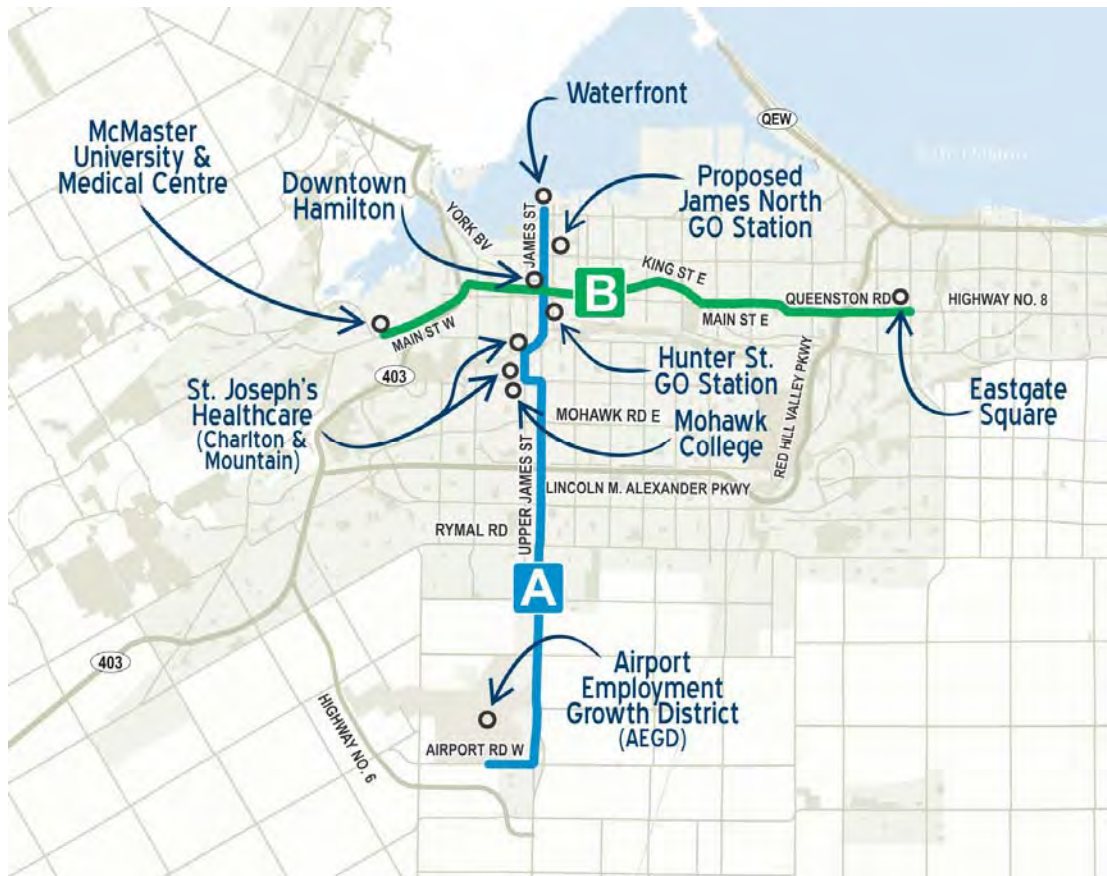 Waterfront
QEW
McMaster
University &
Medical Centre
Downtown
Hamilton
Proposed
James North
GO Station
YORK BV
JAMES ST
KING ST E
B
QUEENSTON RD
HIGHWAY NO. 8
MAIN ST E
MAIN ST W
403
Hunter St.
GO Station
Eastgate
Square
St. Joseph's
Healthcare
(Charlton &
Mountain)
MOHAWK RD E
Mohawk
College
RED HILL VALLEY PKWY
UPPER JAMES ST
LINCOLN M. ALEXANDER PKWY
RYMAL RD
A
403
HIGHWAY NO. 6
Airport
Employment
Growth District
(AEGD)
AIRPORT RD W